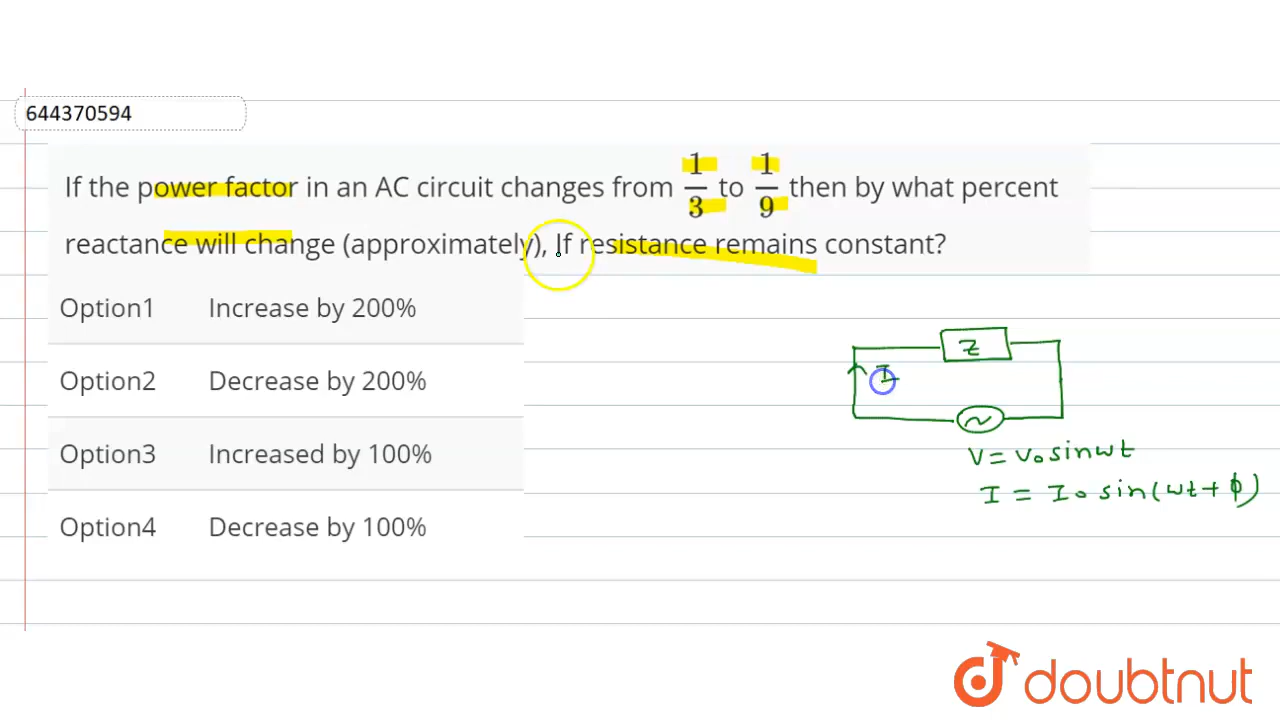 644370594
If the power factor in an AC circuit changes from 1/3 to 1/9 then by what percent
reactance will change (approximately), If resistance remains constant?
Option1 Increase by 200%
Option2 Decrease by 200%
Option3 Increased by 100%
Option4 Decrease by 100%
Z
I
~
V = V₀ sinωt
I = I₀ sin(ωt + ϕ)
doubtnut